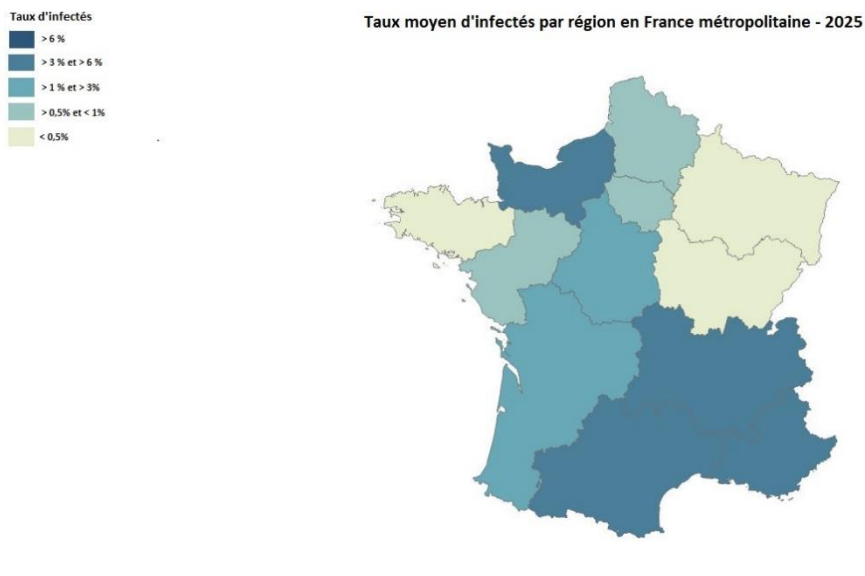 Taux d'infectés
> 6 %
> 3 % et > 6 %
> 1 % et > 3%
> 0,5% et < 1%
< 0,5%
Taux moyen d'infectés par région en France métropolitaine - 2025